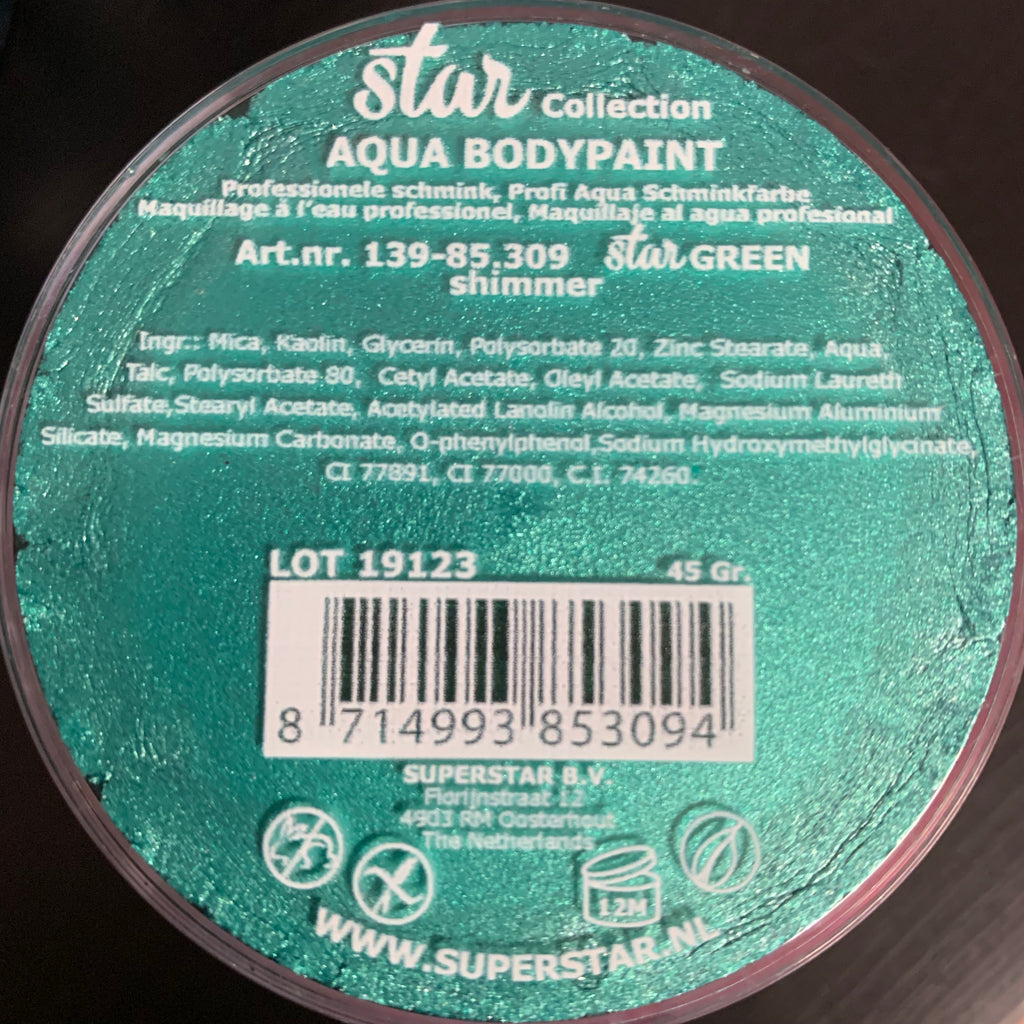 star Collection
AQUA BODYPAINT
Professionele schmink, Profi Aqua Schminkfarbe
Maquillage à l'eau professionel, Maquillaje al agua profesional
Art.nr. 139-85.309 star GREEN
shimmer
Ingr.: Mica, Kaolin, Glycerin, Polysorbate 20, Zinc Stearate, Aqua,
Talc, Polysorbate 80, Cetyl Acetate, Oleyl Acetate, Sodium Laureth
Sulfate,Stearyl Acetate, Acetylated Lanolin Alcohol, Magnesium Aluminium
Silicate, Magnesium Carbonate, O-phenylphenol,Sodium Hydroxymethylglycinate,
CI 77891, CI 77000, C.I. 74260.
LOT 19123 45 Gr.
8 714993 853094
SUPERSTAR B.V.
Florijnstraat 12
4903 RM Oosterhout
The Netherlands
12M
WWW.SUPERSTAR.NL